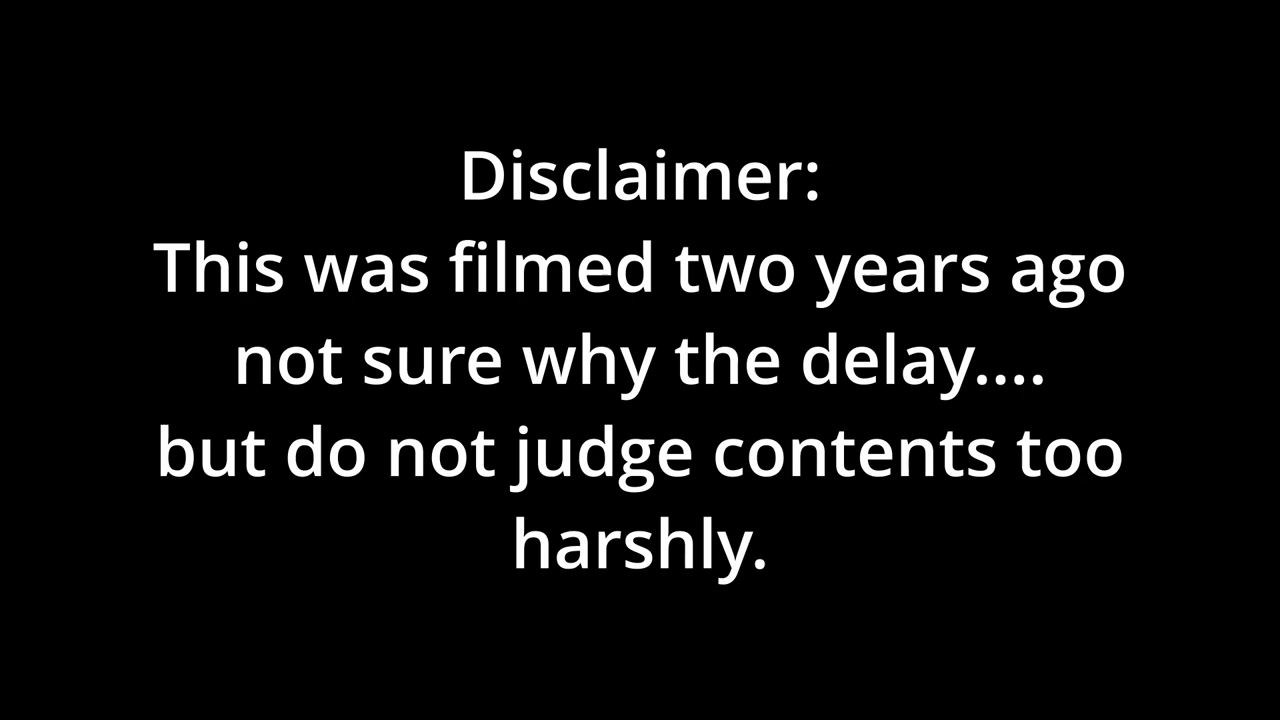 Disclaimer:
This was filmed two years ago
not sure why the delay....
but do not judge contents too
harshly.